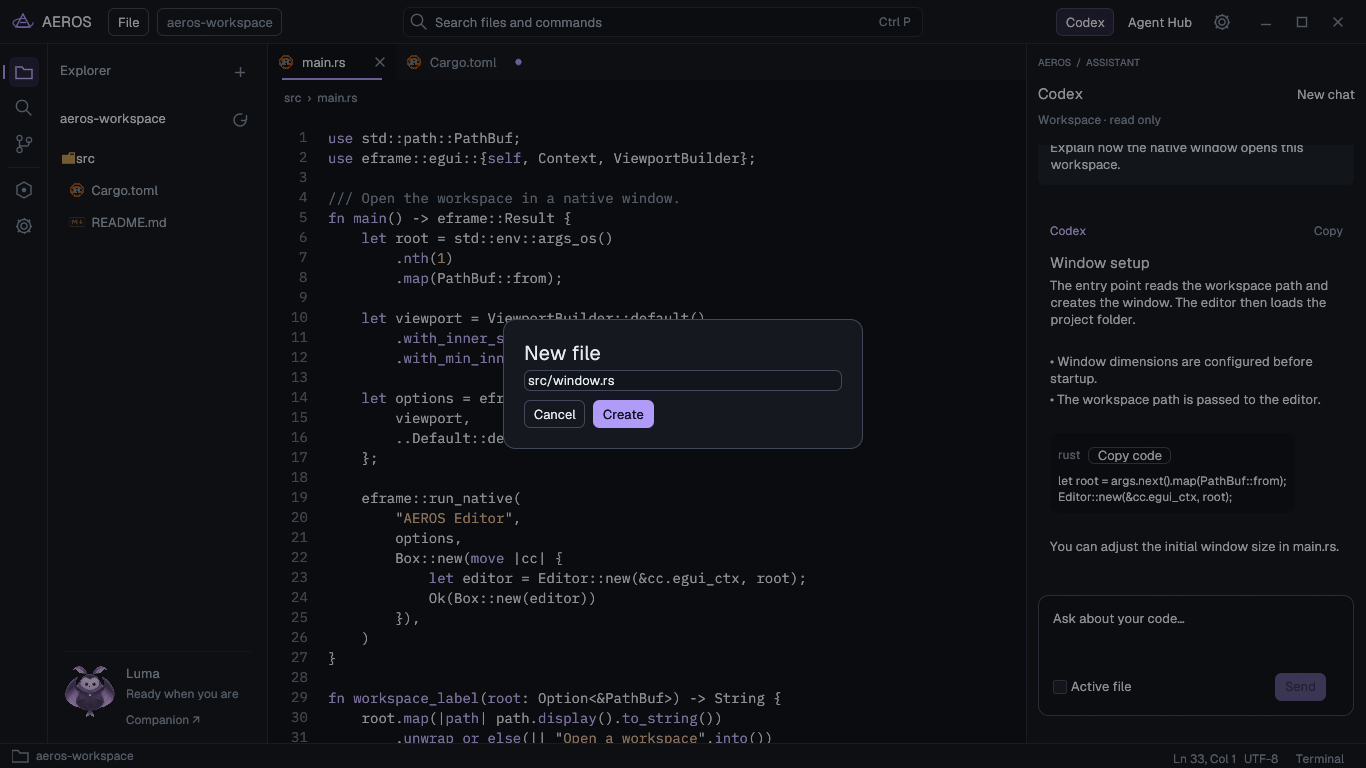 AEROS
File
aeros-workspace
Search files and commands
Ctrl P
Codex
Agent Hub
Explorer
aeros-workspace
src
Cargo.toml
README.md
Luma
Ready when you are
Companion ↗
main.rs
Cargo.toml
src › main.rs
1 use std::path::PathBuf;
2 use eframe::egui::{self, Context, ViewportBuilder};
3
4 /// Open the workspace in a native window.
5 fn main() -> eframe::Result {
6 let root = std::env::args_os()
7 .nth(1)
8 .map(PathBuf::from);
9
10 let viewport = ViewportBuilder::default()
11 .with_inner_s
12 .with_min_inn
13
14 let options = efr
15 viewport,
16 ..Default::de
17 };
18
19 eframe::run_native(
20 "AEROS Editor",
21 options,
22 Box::new(move |cc| {
23 let editor = Editor::new(&cc.egui_ctx, root);
24 Ok(Box::new(editor))
25 }),
26 )
27 }
28
29 fn workspace_label(root: Option<&PathBuf>) -> String {
30 root.map(|path| path.display().to_string())
31 .unwrap_or_else(|| "Open a workspace".into())
New file
src/window.rs
Cancel
Create
AEROS / ASSISTANT
Codex
New chat
Workspace · read only
Explain how the native window opens this
workspace.
Codex
Copy
Window setup
The entry point reads the workspace path and
creates the window. The editor then loads the
project folder.
• Window dimensions are configured before
startup.
• The workspace path is passed to the editor.
rust
Copy code
let root = args.next().map(PathBuf::from);
Editor::new(&cc.egui_ctx, root);
You can adjust the initial window size in main.rs.
Ask about your code…
Active file
Send
aeros-workspace
Ln 33, Col 1
UTF-8
Terminal